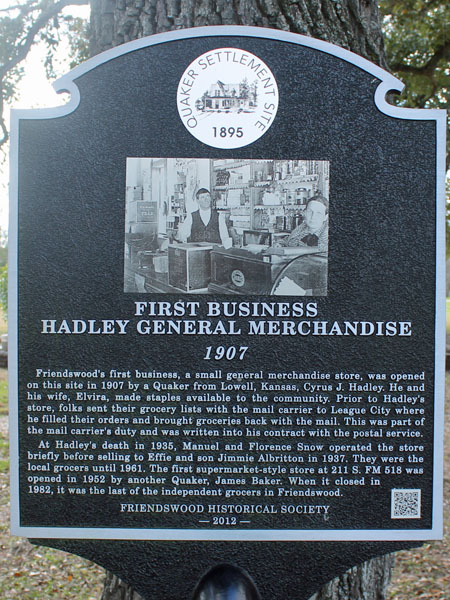 QUAKER SETTLEMENT SITE
1895
FIRST BUSINESS
HADLEY GENERAL MERCHANDISE
1907
Friendswood's first business, a small general merchandise store, was opened
on this site in 1907 by a Quaker from Lowell, Kansas, Cyrus J. Hadley. He and
his wife, Elvira, made staples available to the community. Prior to Hadley's
store, folks sent their grocery lists with the mail carrier to League City where
he filled their orders and brought groceries back with the mail. This was part of
the mail carrier's duty and was written into his contract with the postal service.
At Hadley's death in 1935, Manuel and Florence Snow operated the store
briefly before selling to Effie and son Jimmie Albritton in 1937. They were the
local grocers until 1961. The first supermarket-style store at 211 S. FM 518 was
opened in 1952 by another Quaker, James Baker. When it closed in
1982, it was the last of the independent grocers in Friendswood.
FRIENDSWOOD HISTORICAL SOCIETY
— 2012 —